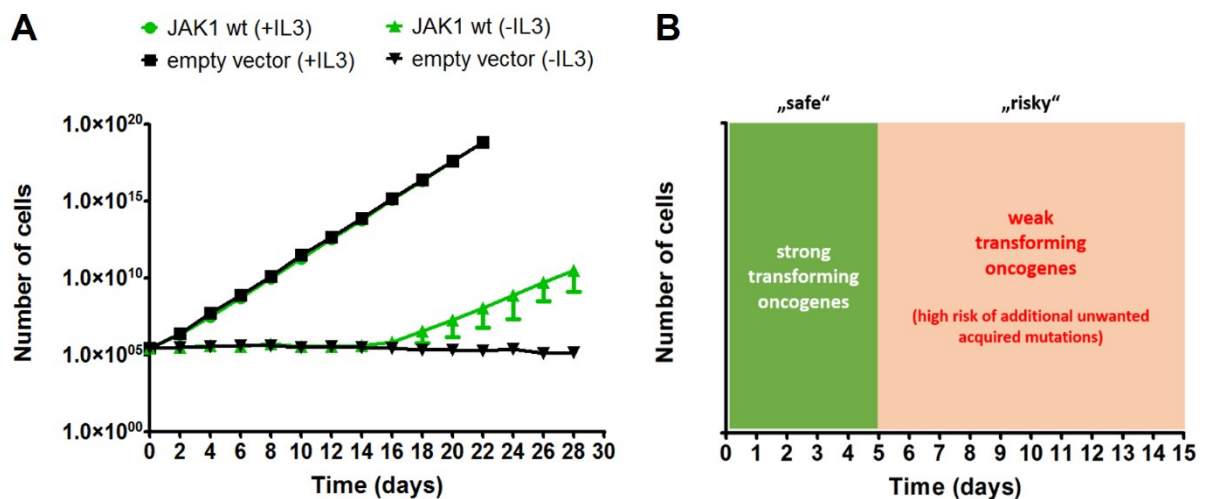 A
JAK1 wt (+IL3)
JAK1 wt (-IL3)
empty vector (+IL3)
empty vector (-IL3)
Number of cells
1.0×10²⁰
1.0×10¹⁵
1.0×10¹⁰
1.0×10⁰⁵
1.0×10⁰⁰
0 2 4 6 8 10 12 14 16 18 20 22 24 26 28 30
Time (days)
B
„safe“ „risky“
Number of cells
strong
transforming
oncogenes
weak
transforming
oncogenes
(high risk of additional unwanted
acquired mutations)
0 1 2 3 4 5 6 7 8 9 10 11 12 13 14 15
Time (days)